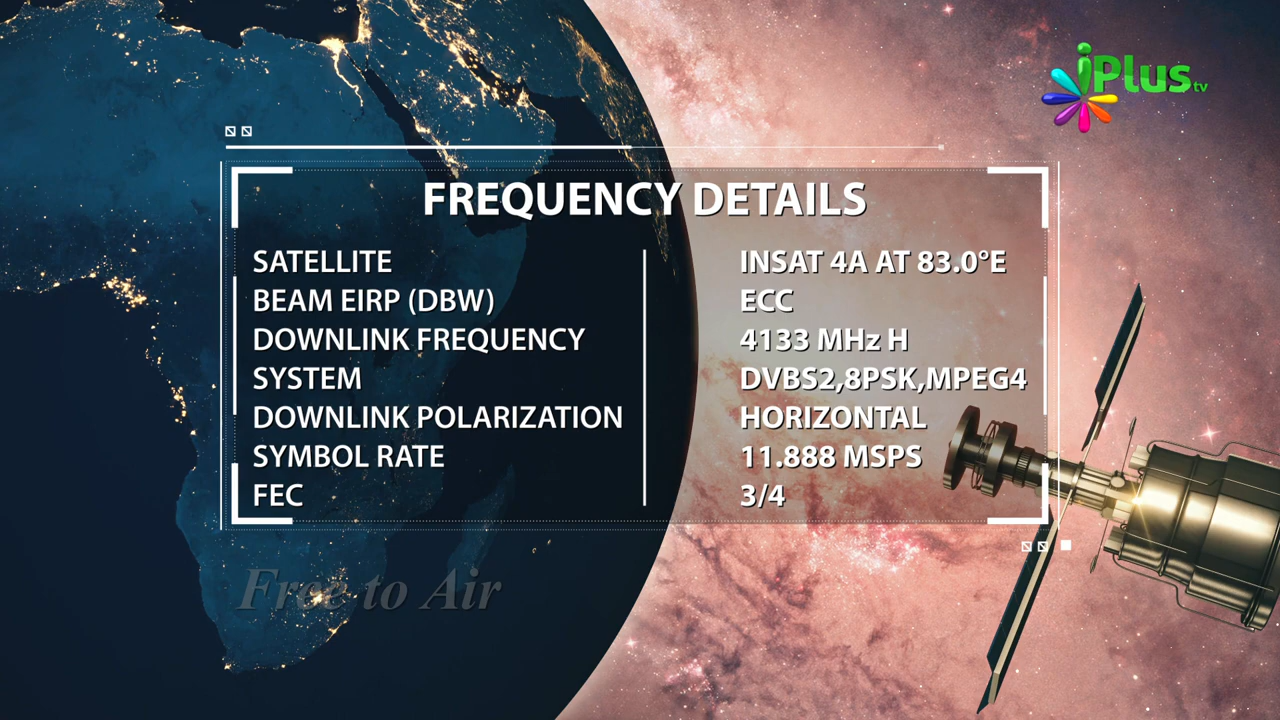 iPlus tv
FREQUENCY DETAILS
SATELLITE INSAT 4A AT 83.0°E
BEAM EIRP (DBW) ECC
DOWNLINK FREQUENCY 4133 MHz H
SYSTEM DVBS2,8PSK,MPEG4
DOWNLINK POLARIZATION HORIZONTAL
SYMBOL RATE 11.888 MSPS
FEC 3/4
Free to Air